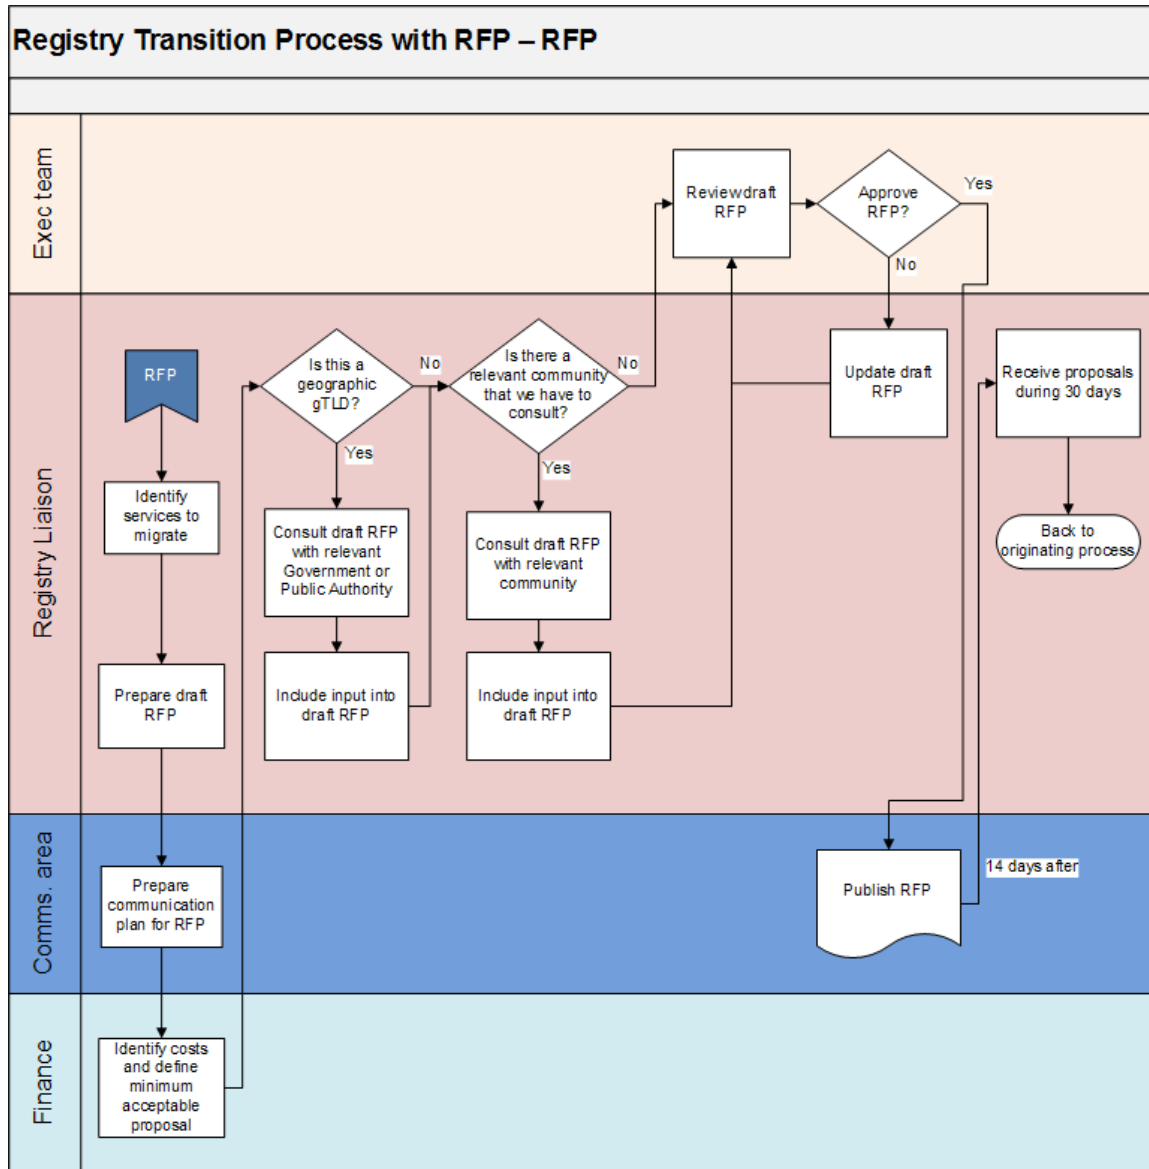 Registry Transition Process with RFP – RFP
Exec team
Reviewdraft
RFP
Approve
RFP?
Yes
No
Registry Liaison
RFP
Identify
services to
migrate
Prepare draft
RFP
Is this a
geographic
gTLD?
No
Yes
Consult draft RFP
with relevant
Government or
Public Authority
Include input into
draft RFP
Is there a
relevant community
that we have to
consult?
No
Yes
Consult draft RFP
with relevant
community
Include input into
draft RFP
Update draft
RFP
Receive proposals
during 30 days
Back to
originating process
Comms. area
Prepare
communication
plan for RFP
Publish RFP
14 days after
Finance
Identify costs
and define
minimum
acceptable
proposal